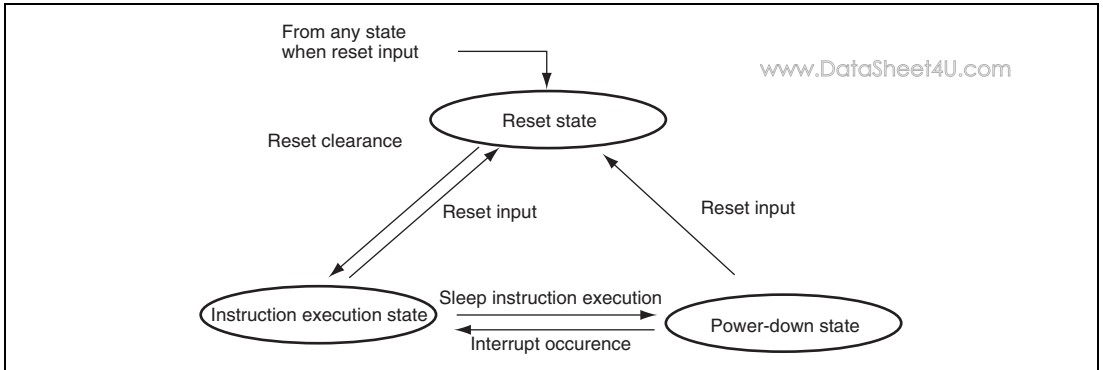 From any state
when reset input
www.DataSheet4U.com
Reset state
Reset clearance
Reset input
Reset input
Instruction execution state
Sleep instruction execution
Interrupt occurence
Power-down state